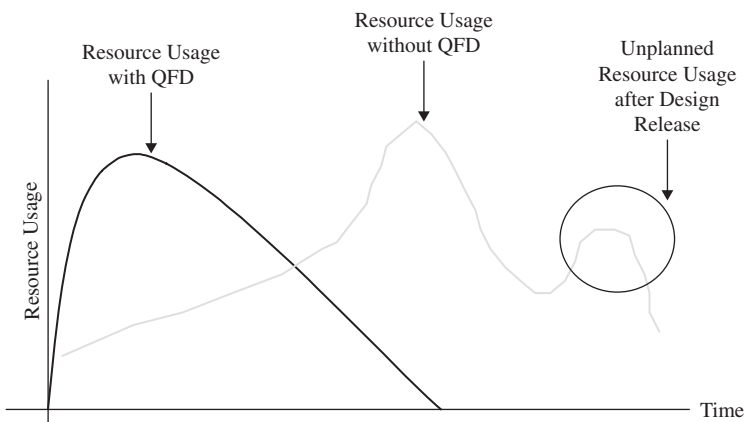 Resource Usage
without QFD
Resource Usage
with QFD
Unplanned
Resource Usage
after Design
Release
Resource Usage
Time